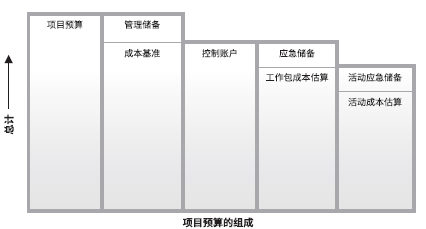 项目预算
管理储备
成本基准
控制账户
应急储备
工作包成本估算
活动应急储备
活动成本估算
总计
项目预算的组成